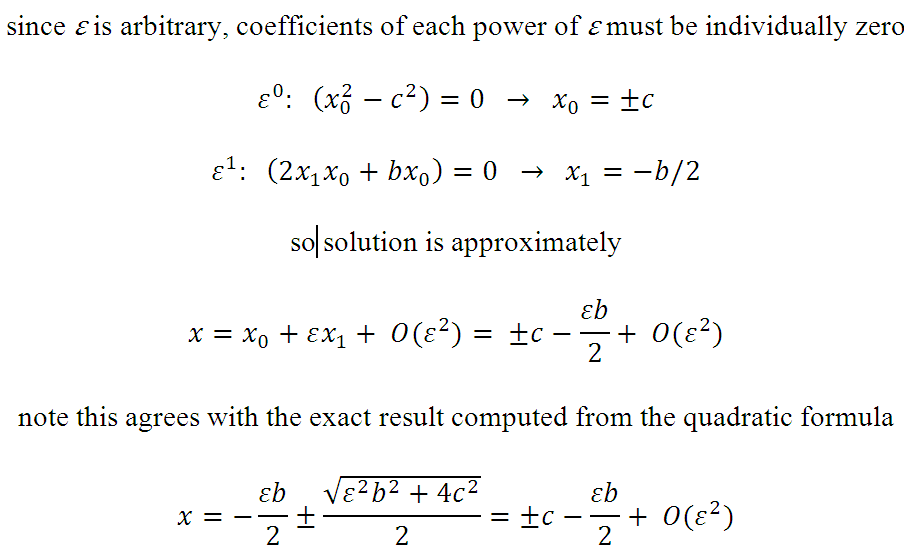 since ε is arbitrary, coefficients of each power of ε must be individually zero
ε⁰: (x₀² − c²) = 0 → x₀ = ±c
ε¹: (2x₁x₀ + bx₀) = 0 → x₁ = −b/2
so solution is approximately
x = x₀ + εx₁ + O(ε²) = ±c − εb/2 + O(ε²)
note this agrees with the exact result computed from the quadratic formula
x = −εb/2 ± √(ε²b² + 4c²)/2 = ±c − εb/2 + O(ε²)